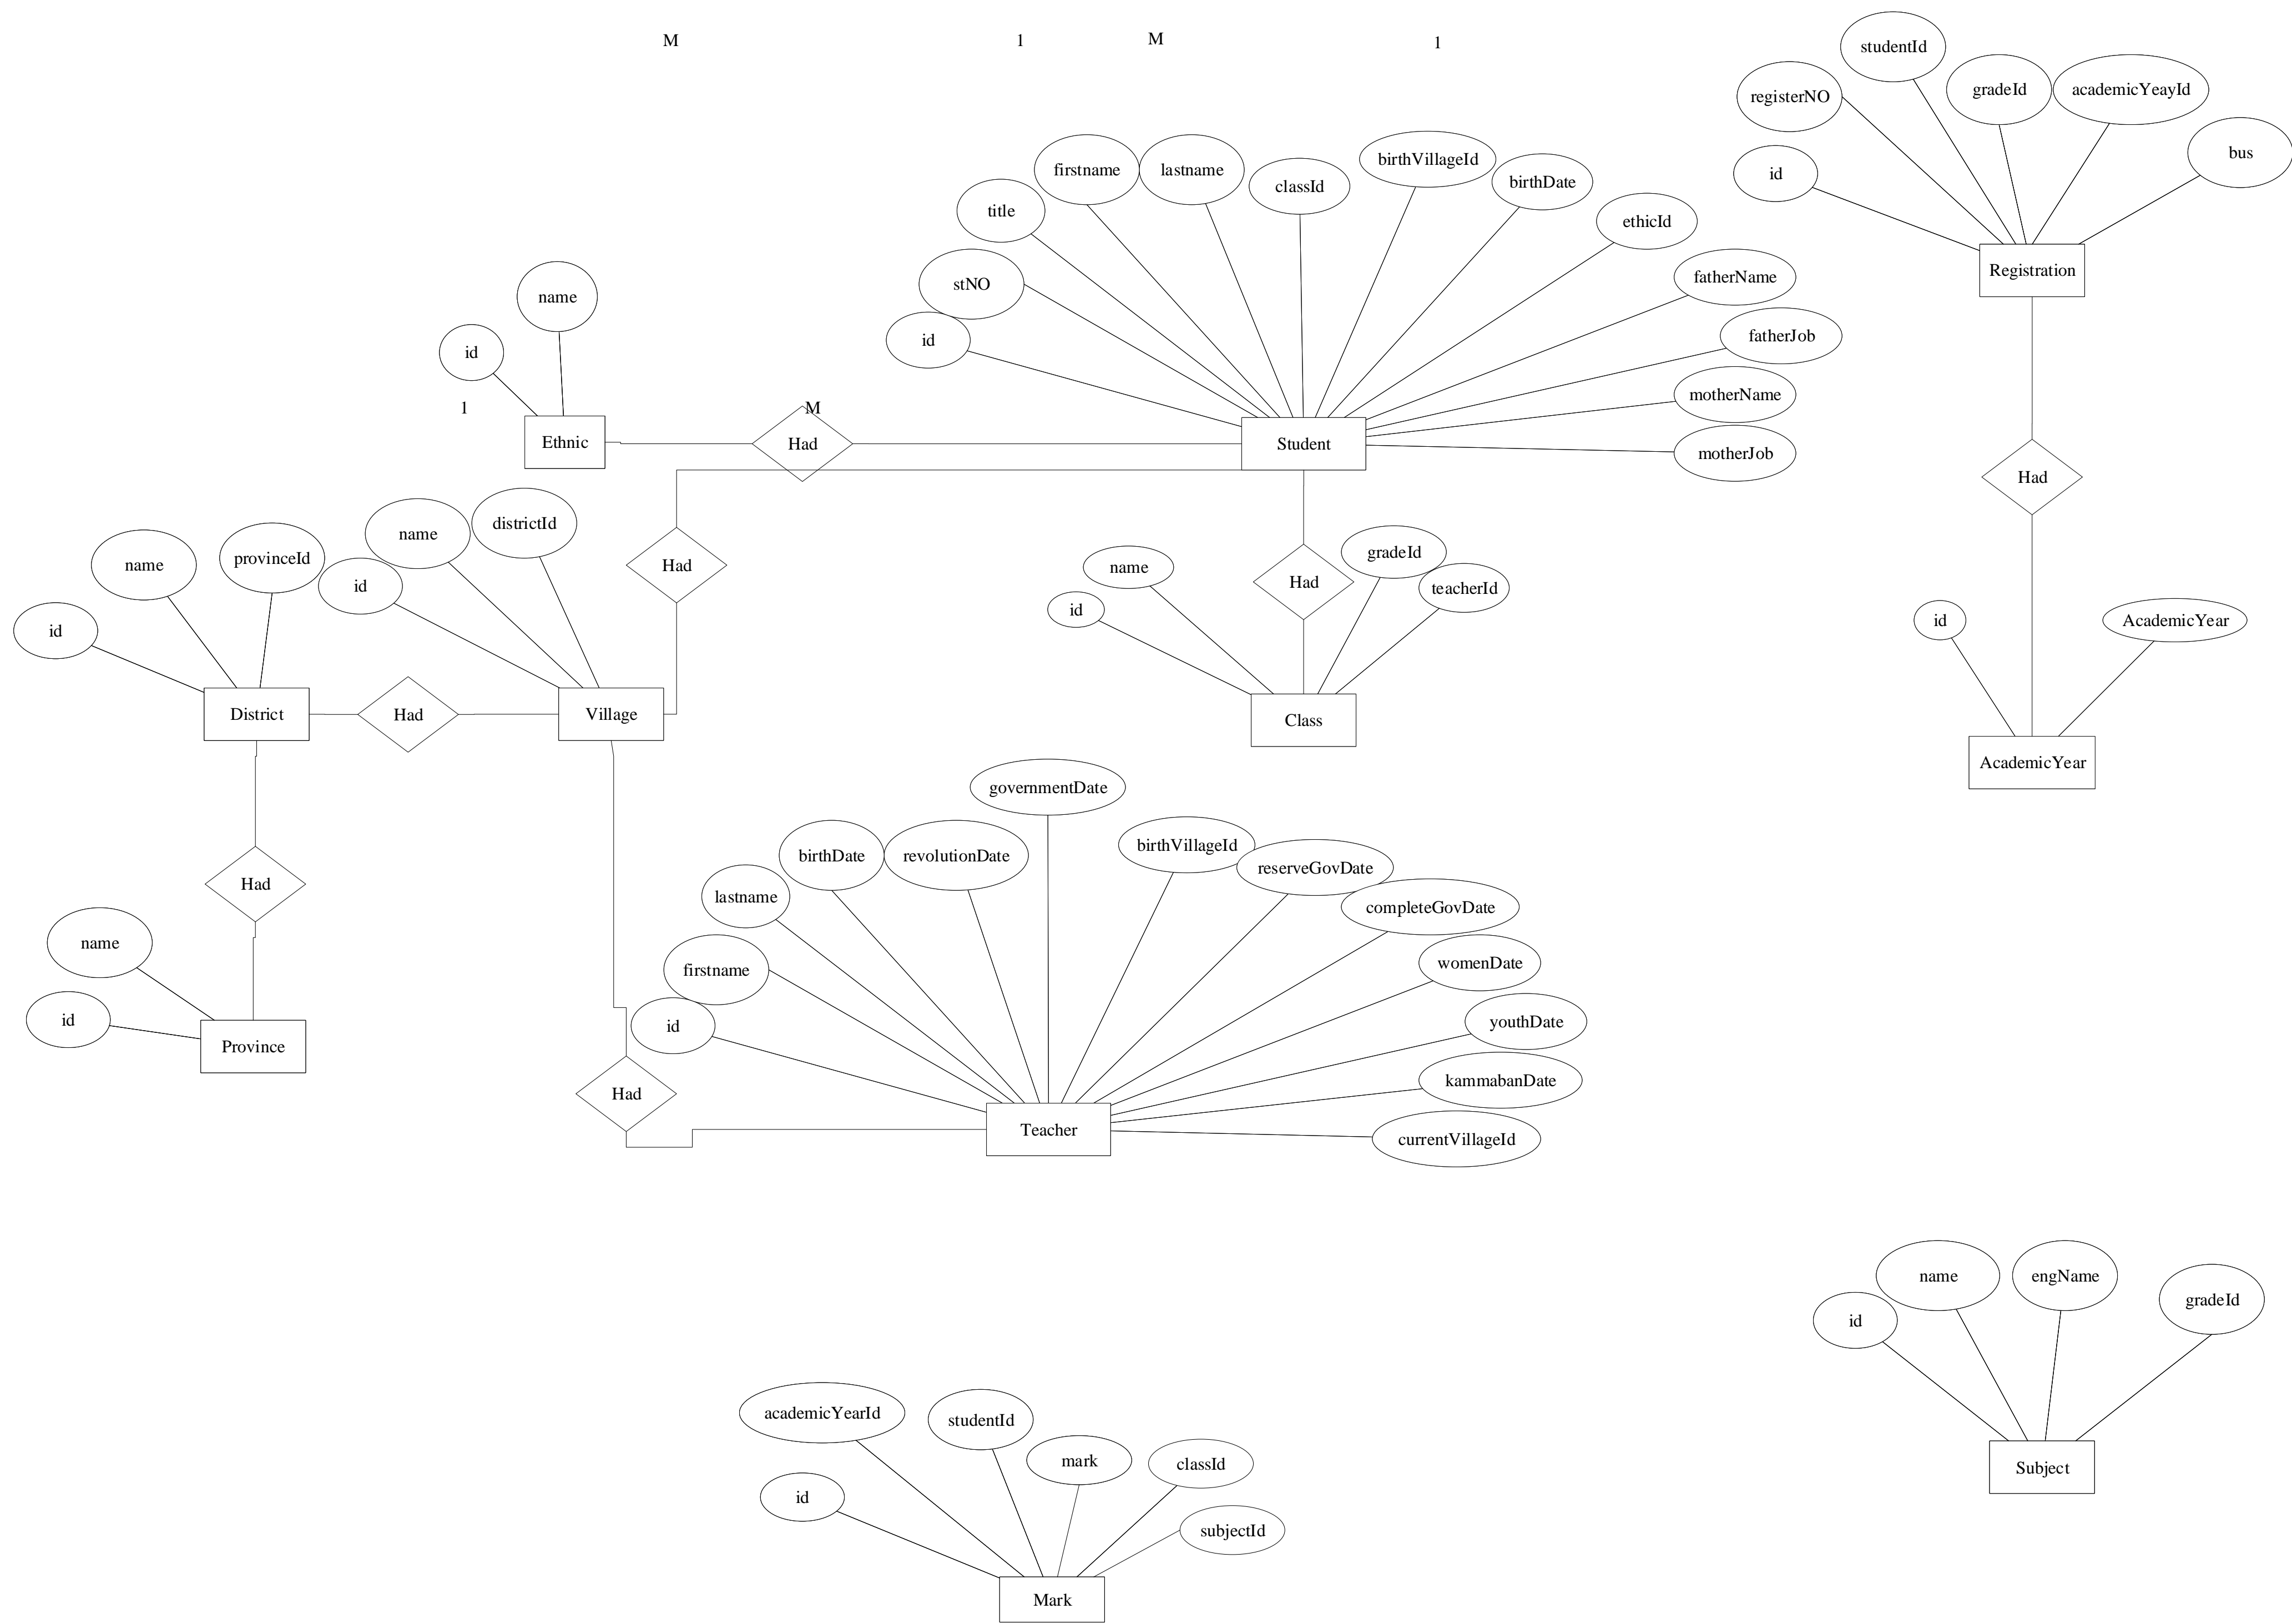 M
1
M
1
studentId
registerNO
gradeId
academicYeayId
bus
id
Registration
firstname
lastname
classId
birthVillageId
birthDate
title
ethicId
stNO
fatherName
id
fatherJob
motherName
motherJob
Student
name
id
1
M
Ethnic
Had
Had
name
provinceId
id
name
districtId
id
Had
District
Had
Village
name
id
Had
gradeId
teacherId
Class
id
AcademicYear
AcademicYear
Had
name
id
Province
governmentDate
birthDate
revolutionDate
birthVillageId
reserveGovDate
lastname
completeGovDate
firstname
womenDate
id
youthDate
kammabanDate
currentVillageId
Had
Teacher
name
engName
gradeId
id
Subject
academicYearId
studentId
mark
classId
id
subjectId
Mark